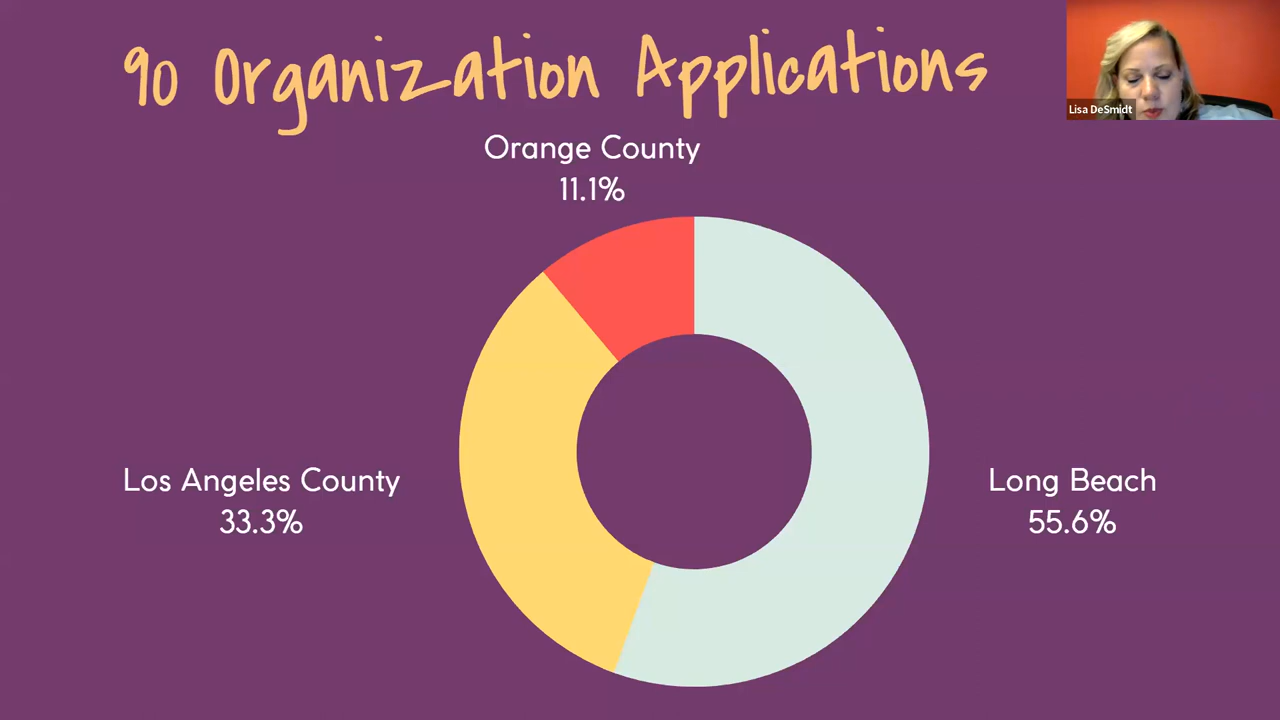 90 Organization Applications
Lisa DeSmidt
Orange County
11.1%
Los Angeles County
33.3%
Long Beach
55.6%